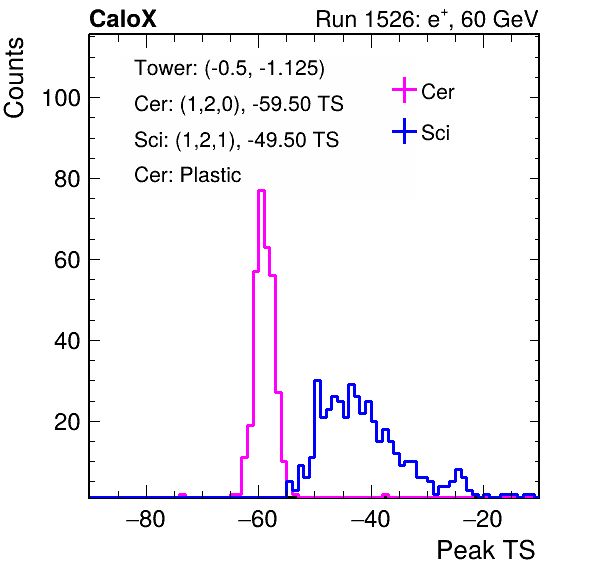 CaloX Run 1526: e⁺, 60 GeV
Counts
Tower: (-0.5, -1.125)
Cer: (1,2,0), -59.50 TS
Sci: (1,2,1), -49.50 TS
Cer: Plastic
Cer
Sci
100
80
60
40
20
−80 −60 −40 −20
Peak TS